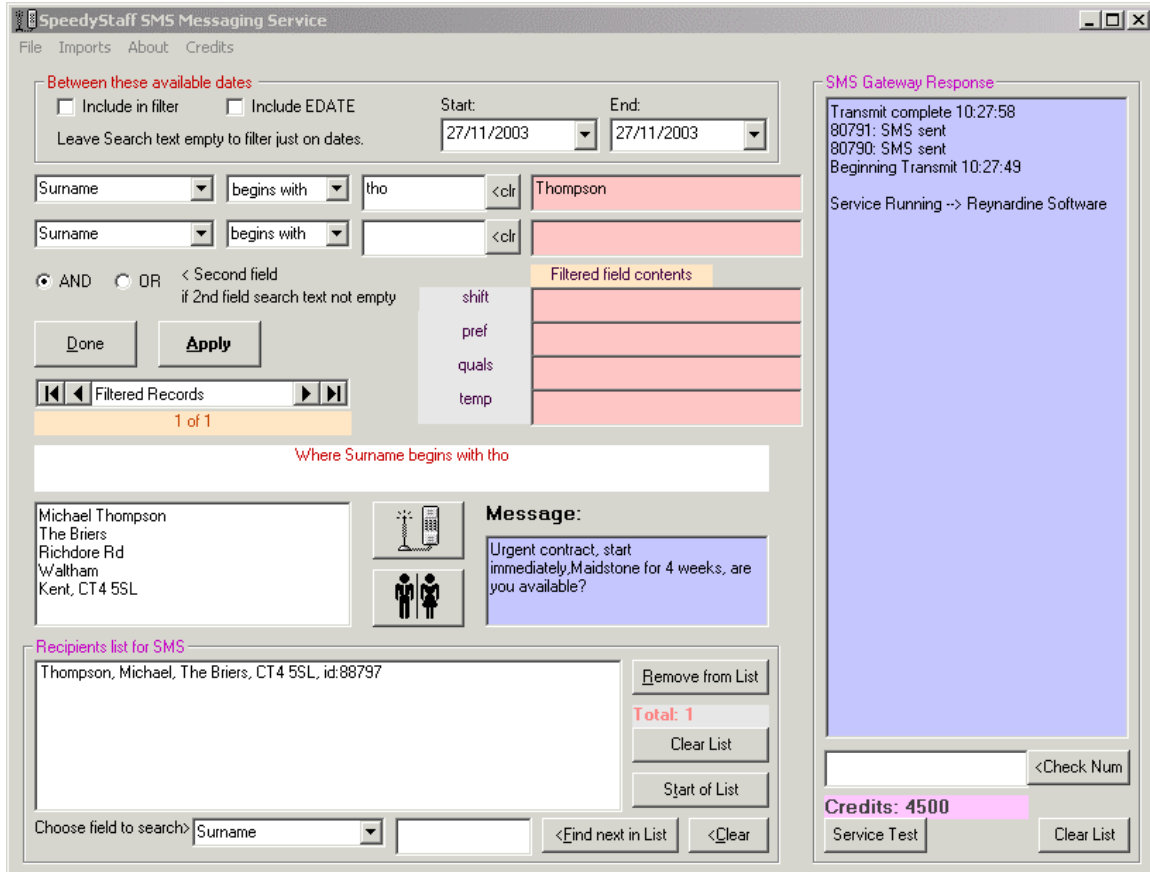 SpeedyStaff SMS Messaging Service
File Imports About Credits
Between these available dates
Include in filter Include EDATE Start: End:
Leave Search text empty to filter just on dates. 27/11/2003 27/11/2003
Surname begins with tho <clr Thompson
Surname begins with <clr
AND OR < Second field
if 2nd field search text not empty
Filtered field contents
shift
pref
quals
temp
Done Apply
Filtered Records
1 of 1
Where Surname begins with tho
Michael Thompson
The Briers
Richdore Rd
Waltham
Kent, CT4 5SL
Message:
Urgent contract, start
immediately,Maidstone for 4 weeks, are
you available?
Recipients list for SMS
Thompson, Michael, The Briers, CT4 5SL, id:88797
Remove from List
Total: 1
Clear List
Start of List
Choose field to search> Surname <Find next in List <Clear
SMS Gateway Response
Transmit complete 10:27:58
80791: SMS sent
80790: SMS sent
Beginning Transmit 10:27:49
Service Running --> Reynardine Software
<Check Num
Credits: 4500
Service Test Clear List